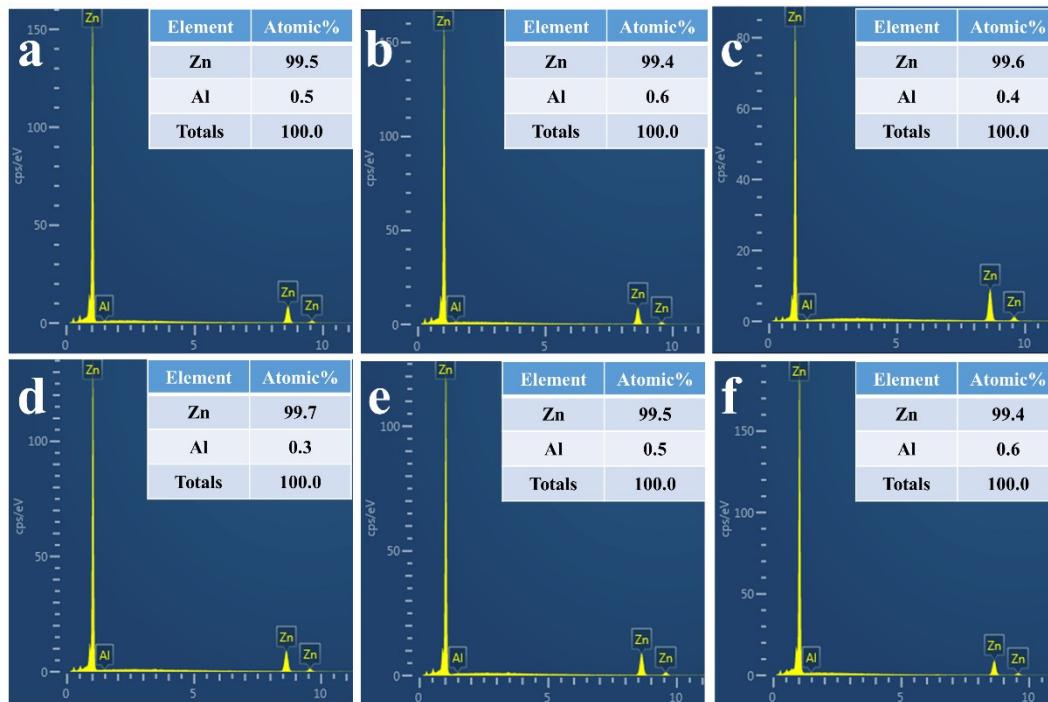 a
Element Atomic%
Zn 99.5
Al 0.5
Totals 100.0
cps/eV
150
100
50
0
Zn
Al
Zn
Zn
0 5 10
b
Element Atomic%
Zn 99.4
Al 0.6
Totals 100.0
cps/eV
150
100
50
0
Zn
Al
Zn
Zn
0 5 10
c
Element Atomic%
Zn 99.6
Al 0.4
Totals 100.0
cps/eV
80
60
40
20
0
Zn
Al
Zn
Zn
0 5 10
d
Element Atomic%
Zn 99.7
Al 0.3
Totals 100.0
cps/eV
100
50
0
Zn
Al
Zn
Zn
0 5 10
e
Element Atomic%
Zn 99.5
Al 0.5
Totals 100.0
cps/eV
100
50
0
Zn
Al
Zn
Zn
0 5 10
f
Element Atomic%
Zn 99.4
Al 0.6
Totals 100.0
cps/eV
150
100
50
0
Zn
Al
Zn
Zn
0 5 10